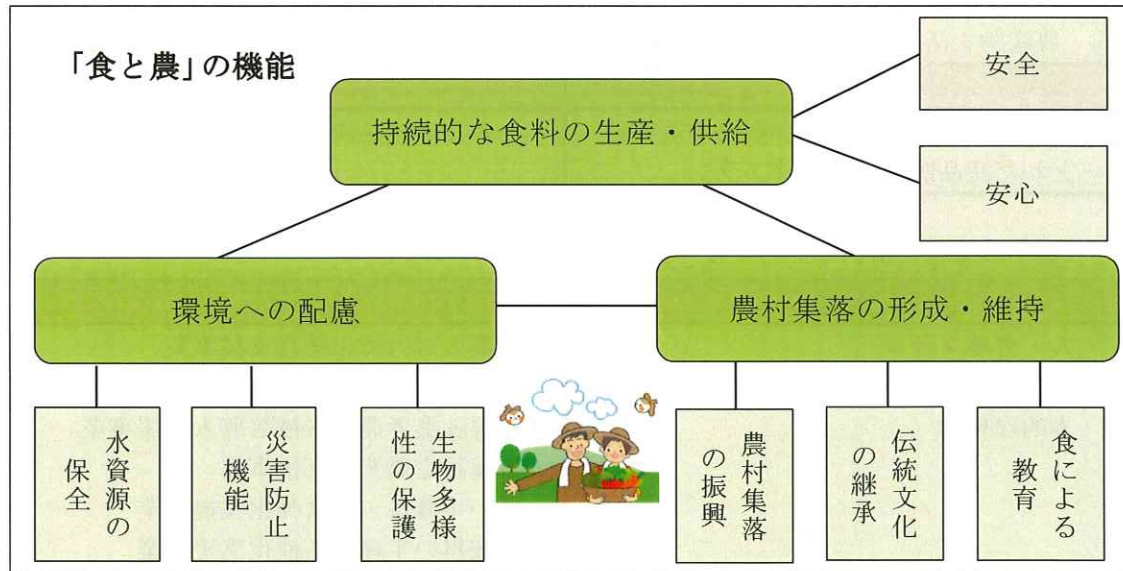 「食と農」の機能
安全
持続的な食料の生産・供給
安心
環境への配慮
農村集落の形成・維持
水資源の
保全
災害防止
機能
生物多様
性の保護
農村集落
の振興
伝統文化
の継承
食による
教育